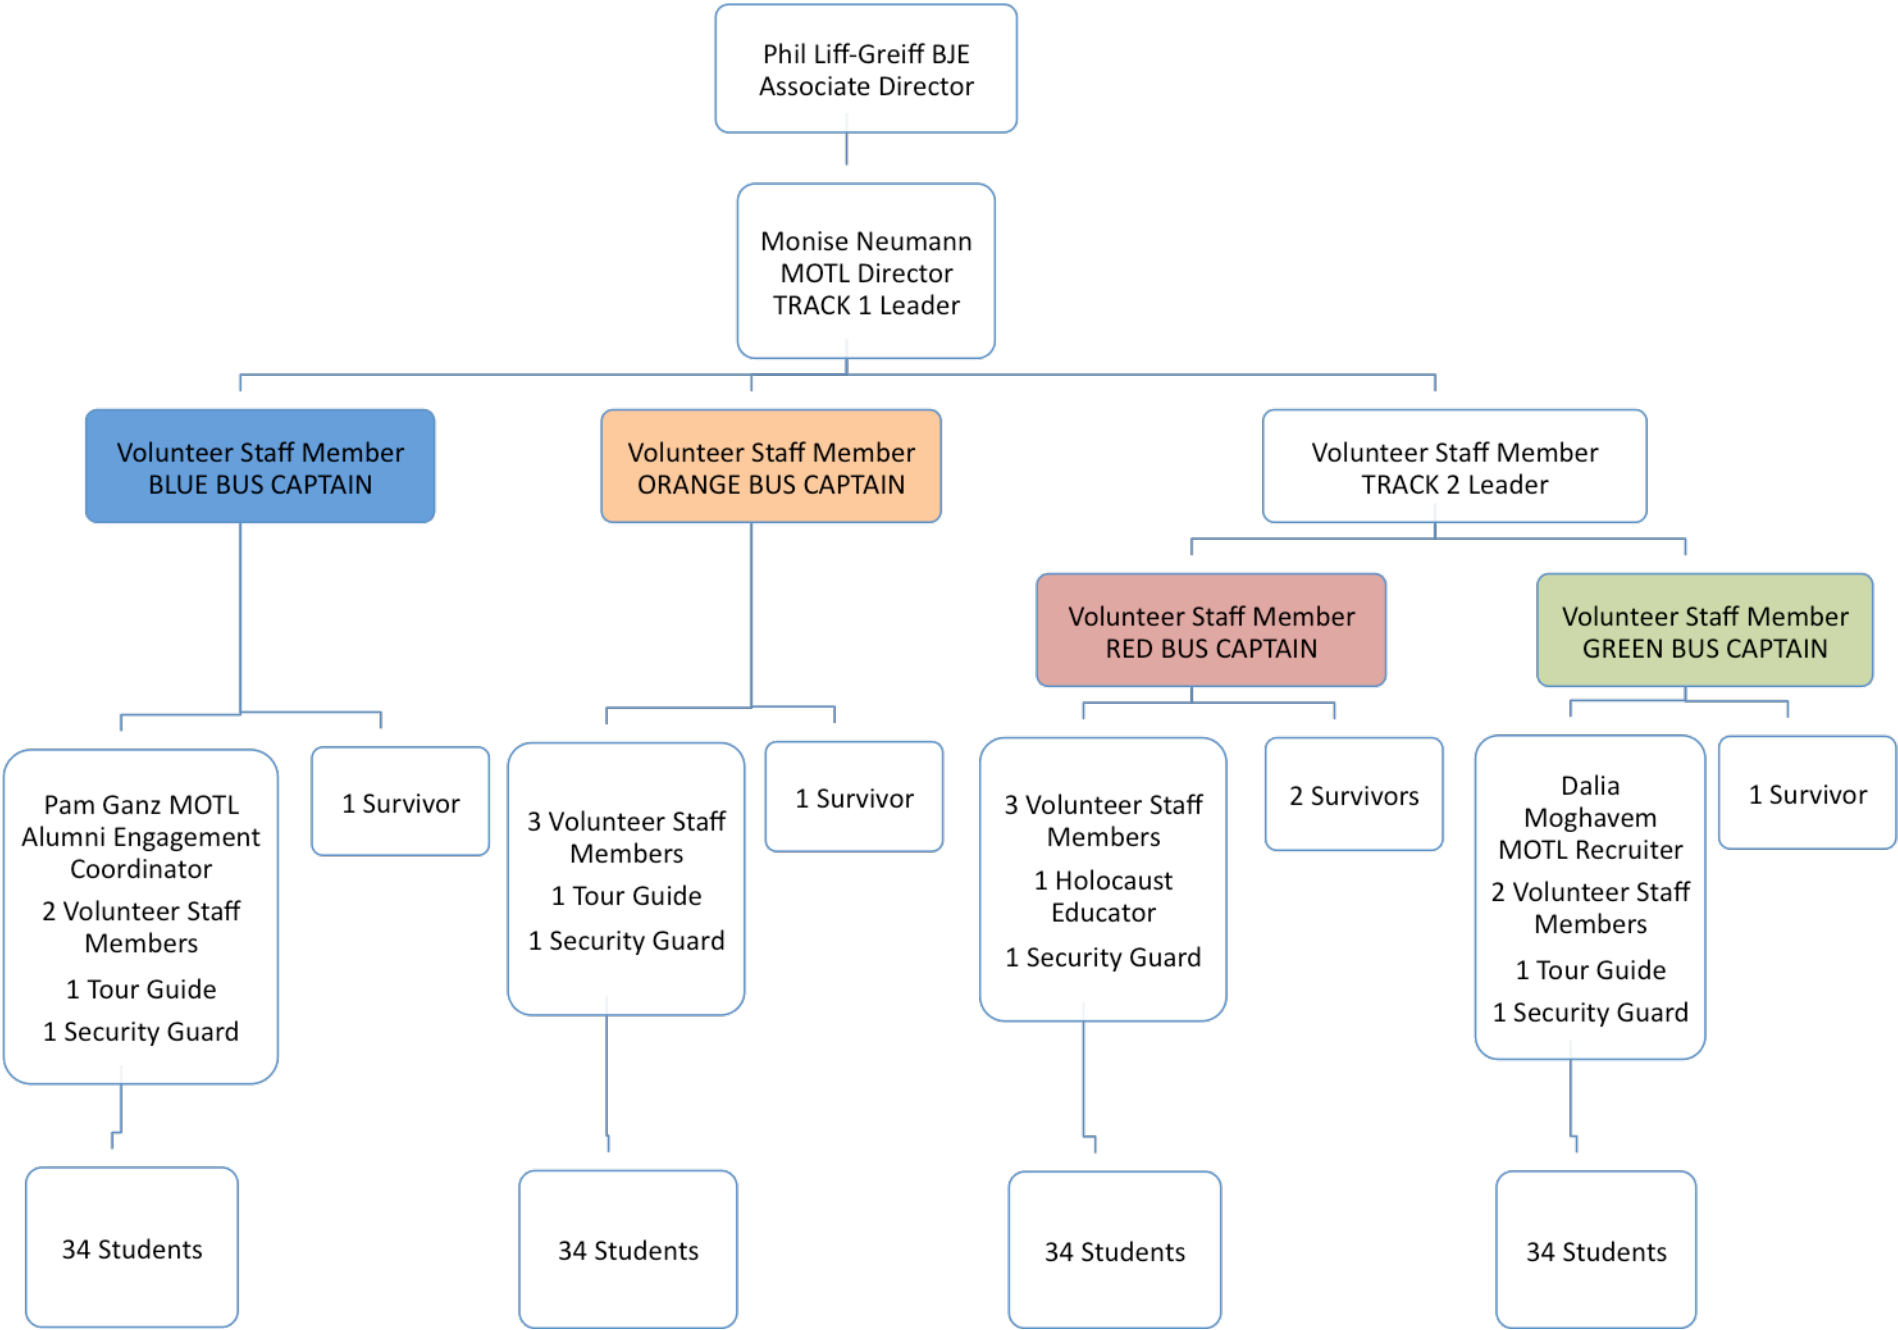 Phil Liff-Greiff BJE
Associate Director
Monise Neumann
MOTL Director
TRACK 1 Leader
Volunteer Staff Member
BLUE BUS CAPTAIN
Volunteer Staff Member
ORANGE BUS CAPTAIN
Volunteer Staff Member
TRACK 2 Leader
Volunteer Staff Member
RED BUS CAPTAIN
Volunteer Staff Member
GREEN BUS CAPTAIN
Pam Ganz MOTL
Alumni Engagement
Coordinator
2 Volunteer Staff
Members
1 Tour Guide
1 Security Guard
1 Survivor
3 Volunteer Staff
Members
1 Tour Guide
1 Security Guard
1 Survivor
3 Volunteer Staff
Members
1 Holocaust
Educator
1 Security Guard
2 Survivors
Dalia
Moghavem
MOTL Recruiter
2 Volunteer Staff
Members
1 Tour Guide
1 Security Guard
1 Survivor
34 Students
34 Students
34 Students
34 Students